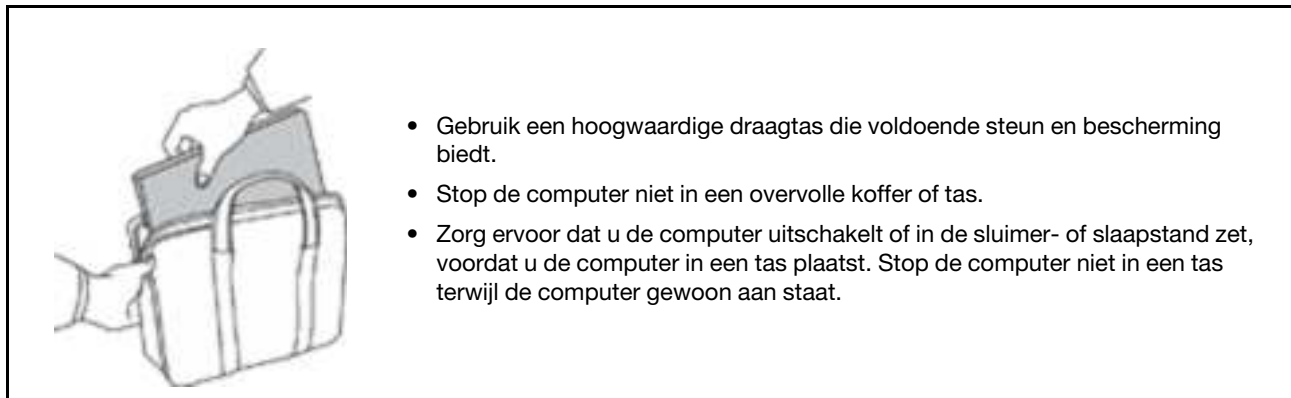 • Gebruik een hoogwaardige draagtas die voldoende steun en bescherming
biedt.
• Stop de computer niet in een overvolle koffer of tas.
• Zorg ervoor dat u de computer uitschakelt of in de sluimer- of slaapstand zet,
voordat u de computer in een tas plaatst. Stop de computer niet in een tas
terwijl de computer gewoon aan staat.